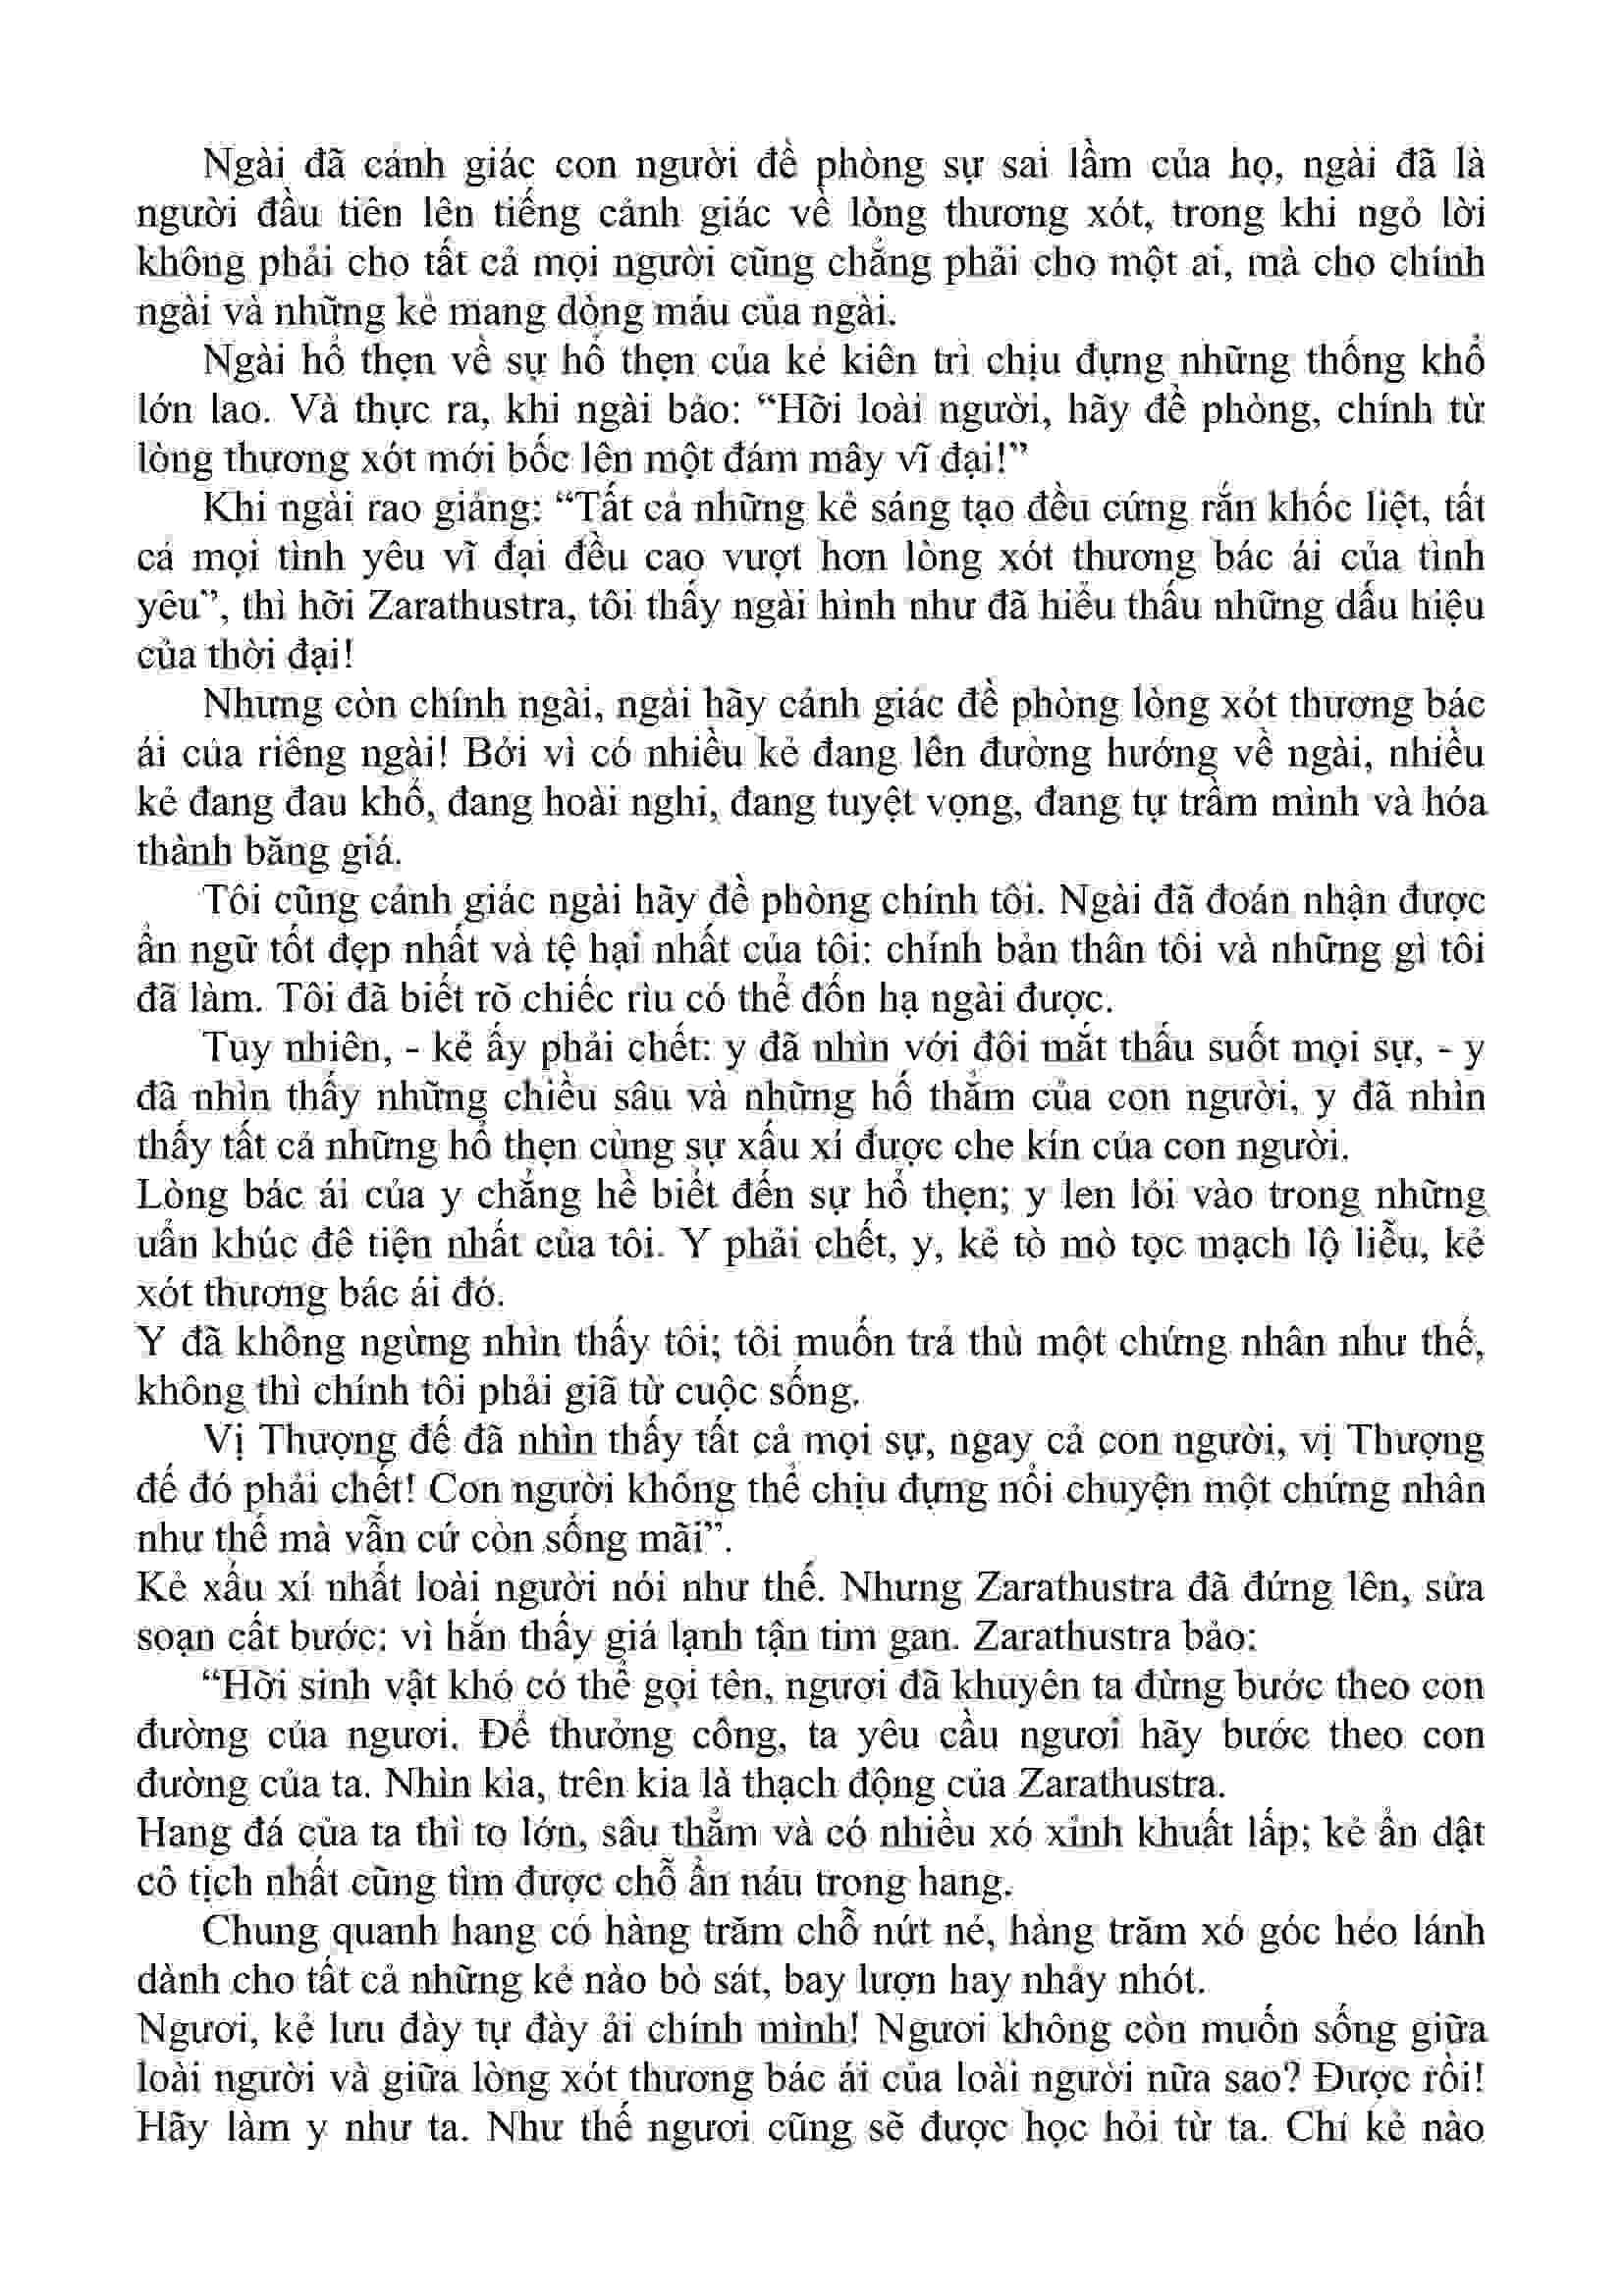 Ngài đã cảnh giác con người đề phòng sự sai lầm của họ, ngài đã là
người đầu tiên lên tiếng cảnh giác về lòng thương xót, trong khi ngỏ lời
không phải cho tất cả mọi người cũng chẳng phải cho một ai, mà cho chính
ngài và những kẻ mang dòng máu của ngài.
Ngài hổ thẹn về sự hổ thẹn của kẻ kiên trì chịu đựng những thống khổ
lớn lao. Và thực ra, khi ngài bảo: “Hỡi loài người, hãy đề phòng, chính từ
lòng thương xót mới bốc lên một đám mây vĩ đại!”
Khi ngài rao giảng: “Tất cả những kẻ sáng tạo đều cứng rắn khốc liệt, tất
cả mọi tình yêu vĩ đại đều cao vượt hơn lòng xót thương bác ái của tình
yêu”, thì hỡi Zarathustra, tôi thấy ngài hình như đã hiểu thấu những dấu hiệu
của thời đại!
Nhưng còn chính ngài, ngài hãy cảnh giác đề phòng lòng xót thương bác
ái của riêng ngài! Bởi vì có nhiều kẻ đang lên đường hướng về ngài, nhiều
kẻ đang đau khổ, đang hoài nghi, đang tuyệt vọng, đang tự trầm mình và hóa
thành băng giá.
Tôi cũng cảnh giác ngài hãy đề phòng chính tôi. Ngài đã đoán nhận được
ẩn ngữ tốt đẹp nhất và tệ hại nhất của tôi: chính bản thân tôi và những gì tôi
đã làm. Tôi đã biết rõ chiếc rìu có thể đốn hạ ngài được.
Tuy nhiên, - kẻ ấy phải chết: y đã nhìn với đôi mắt thấu suốt mọi sự, - y
đã nhìn thấy những chiều sâu và những hố thẳm của con người, y đã nhìn
thấy tất cả những hổ thẹn cùng sự xấu xí được che kín của con người.
Lòng bác ái của y chẳng hề biết đến sự hổ thẹn; y len lỏi vào trong những
uẩn khúc đê tiện nhất của tôi. Y phải chết, y, kẻ tò mò tọc mạch lộ liễu, kẻ
xót thương bác ái đó.
Y đã không ngừng nhìn thấy tôi; tôi muốn trả thù một chứng nhân như thế,
không thì chính tôi phải giã từ cuộc sống.
Vị Thượng đế đã nhìn thấy tất cả mọi sự, ngay cả con người, vị Thượng
đế đó phải chết! Con người không thể chịu đựng nổi chuyện một chứng nhân
như thế mà vẫn cứ còn sống mãi”.
Kẻ xấu xí nhất loài người nói như thế. Nhưng Zarathustra đã đứng lên, sửa
soạn cất bước: vì hắn thấy giá lạnh tận tim gan. Zarathustra bảo:
“Hời sinh vật khó có thể gọi tên, ngươi đã khuyên ta đừng bước theo con
đường của ngươi. Để thưởng công, ta yêu cầu ngươi hãy bước theo con
đường của ta. Nhìn kìa, trên kia là thạch động của Zarathustra.
Hang đá của ta thì to lớn, sâu thẳm và có nhiều xó xỉnh khuất lấp; kẻ ẩn dật
cô tịch nhất cũng tìm được chỗ ẩn náu trong hang.
Chung quanh hang có hàng trăm chỗ nứt nẻ, hàng trăm xó góc hẻo lánh
dành cho tất cả những kẻ nào bò sát, bay lượn hay nhảy nhót.
Ngươi, kẻ lưu đày tự đày ải chính mình! Ngươi không còn muốn sống giữa
loài người và giữa lòng xót thương bác ái của loài người nữa sao? Được rồi!
Hãy làm y như ta. Như thế ngươi cũng sẽ được học hỏi từ ta. Chỉ kẻ nào